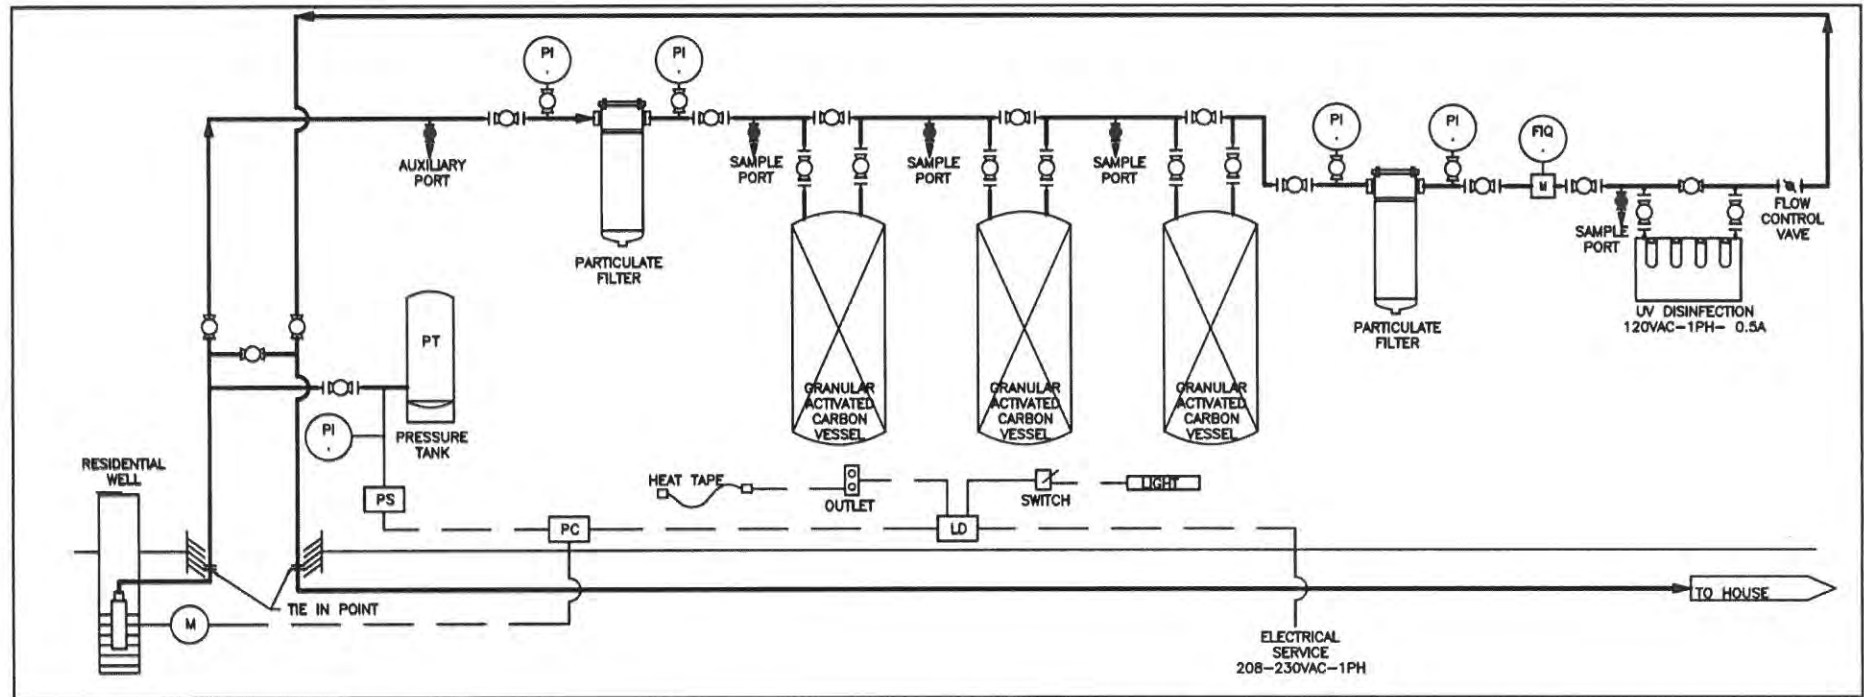 PI
PI
AUXILIARY
PORT
SAMPLE
PORT
SAMPLE
PORT
SAMPLE
PORT
PI
PI
FIQ
M
PARTICULATE
FILTER
SAMPLE
PORT
FLOW
CONTROL
VAVE
PARTICULATE
FILTER
UV DISINFECTION
120VAC-1PH- 0.5A
PT
PRESSURE
TANK
PI
PS
GRANULAR
ACTIVATED
CARBON
VESSEL
GRANULAR
ACTIVATED
CARBON
VESSEL
GRANULAR
ACTIVATED
CARBON
VESSEL
RESIDENTIAL
WELL
HEAT TAPE
OUTLET
SWITCH
LIGHT
PC
LD
TIE IN POINT
M
TO HOUSE
ELECTRICAL
SERVICE
208-230VAC-1PH